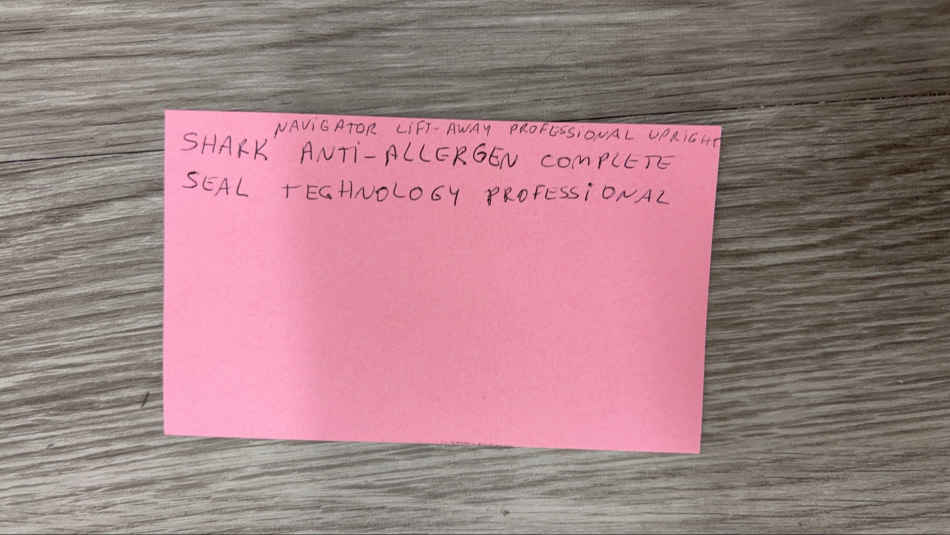 NAViGATOR LiFT-AWAY PROFESSIONAL UPRIGHT
SHARK ANTi-ALLERGEN COMPLETE
SEAL TECHNOLOGY PROFESSiONAL